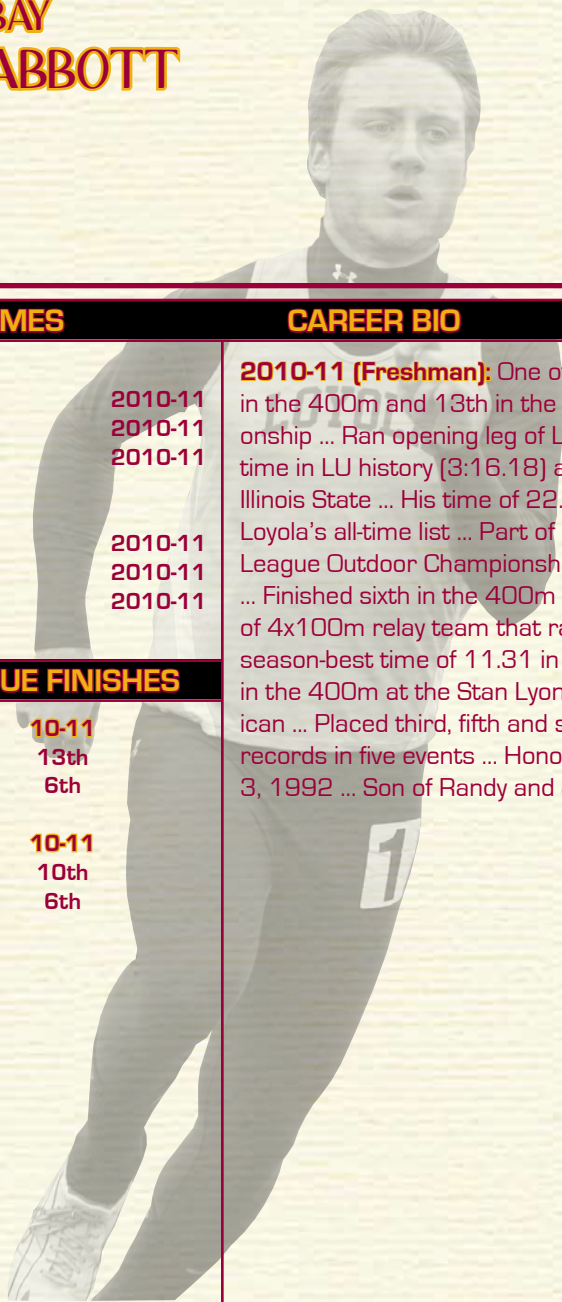 BAY
ABBOTT
MES
CAREER BIO
2010-11
2010-11
2010-11
2010-11
2010-11
2010-11
UE FINISHES
10-11
13th
6th
10-11
10th
6th
2010-11 (Freshman): One o
in the 400m and 13th in the
onship ... Ran opening leg of L
time in LU history (3:16.18) a
Illinois State ... His time of 22.
Loyola's all-time list ... Part of
League Outdoor Championsh
... Finished sixth in the 400m
of 4x100m relay team that ra
season-best time of 11.31 in
in the 400m at the Stan Lyon
ican ... Placed third, fifth and s
records in five events ... Hono
3, 1992 ... Son of Randy and
LOYOL
1